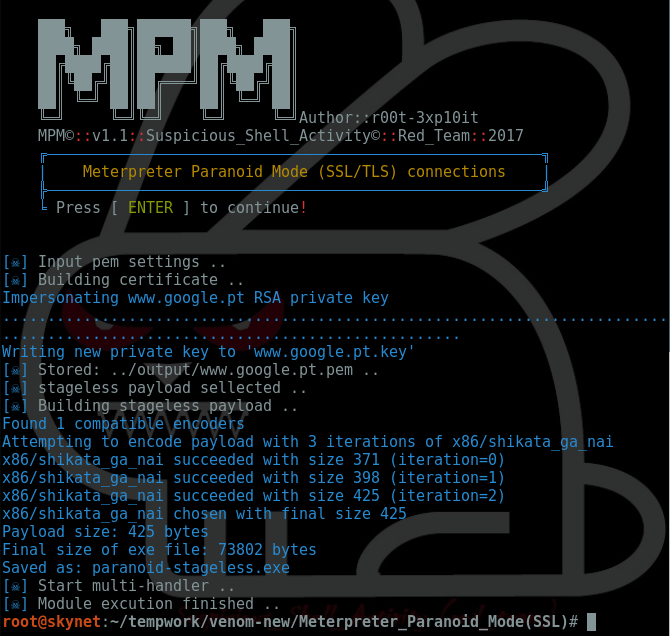 MPM
Author::r00t-3xp10it
MPM©::v1.1::Suspicious_Shell_Activity©::Red_Team::2017
Meterpreter Paranoid Mode (SSL/TLS) connections
Press [ ENTER ] to continue!
[☠] Input pem settings ..
[☠] Building certificate ..
Impersonating www.google.pt RSA private key
..........................................................................
...................................................
Writing new private key to 'www.google.pt.key'
[☠] Stored: ../output/www.google.pt.pem ..
[☠] stageless payload sellected ..
[☠] Building stageless payload ..
Found 1 compatible encoders
Attempting to encode payload with 3 iterations of x86/shikata_ga_nai
x86/shikata_ga_nai succeeded with size 371 (iteration=0)
x86/shikata_ga_nai succeeded with size 398 (iteration=1)
x86/shikata_ga_nai succeeded with size 425 (iteration=2)
x86/shikata_ga_nai chosen with final size 425
Payload size: 425 bytes
Final size of exe file: 73802 bytes
Saved as: paranoid-stageless.exe
[☠] Start multi-handler ..
[☠] Module excution finished ..
root@skynet:~/tempwork/venom-new/Meterpreter_Paranoid_Mode(SSL)#